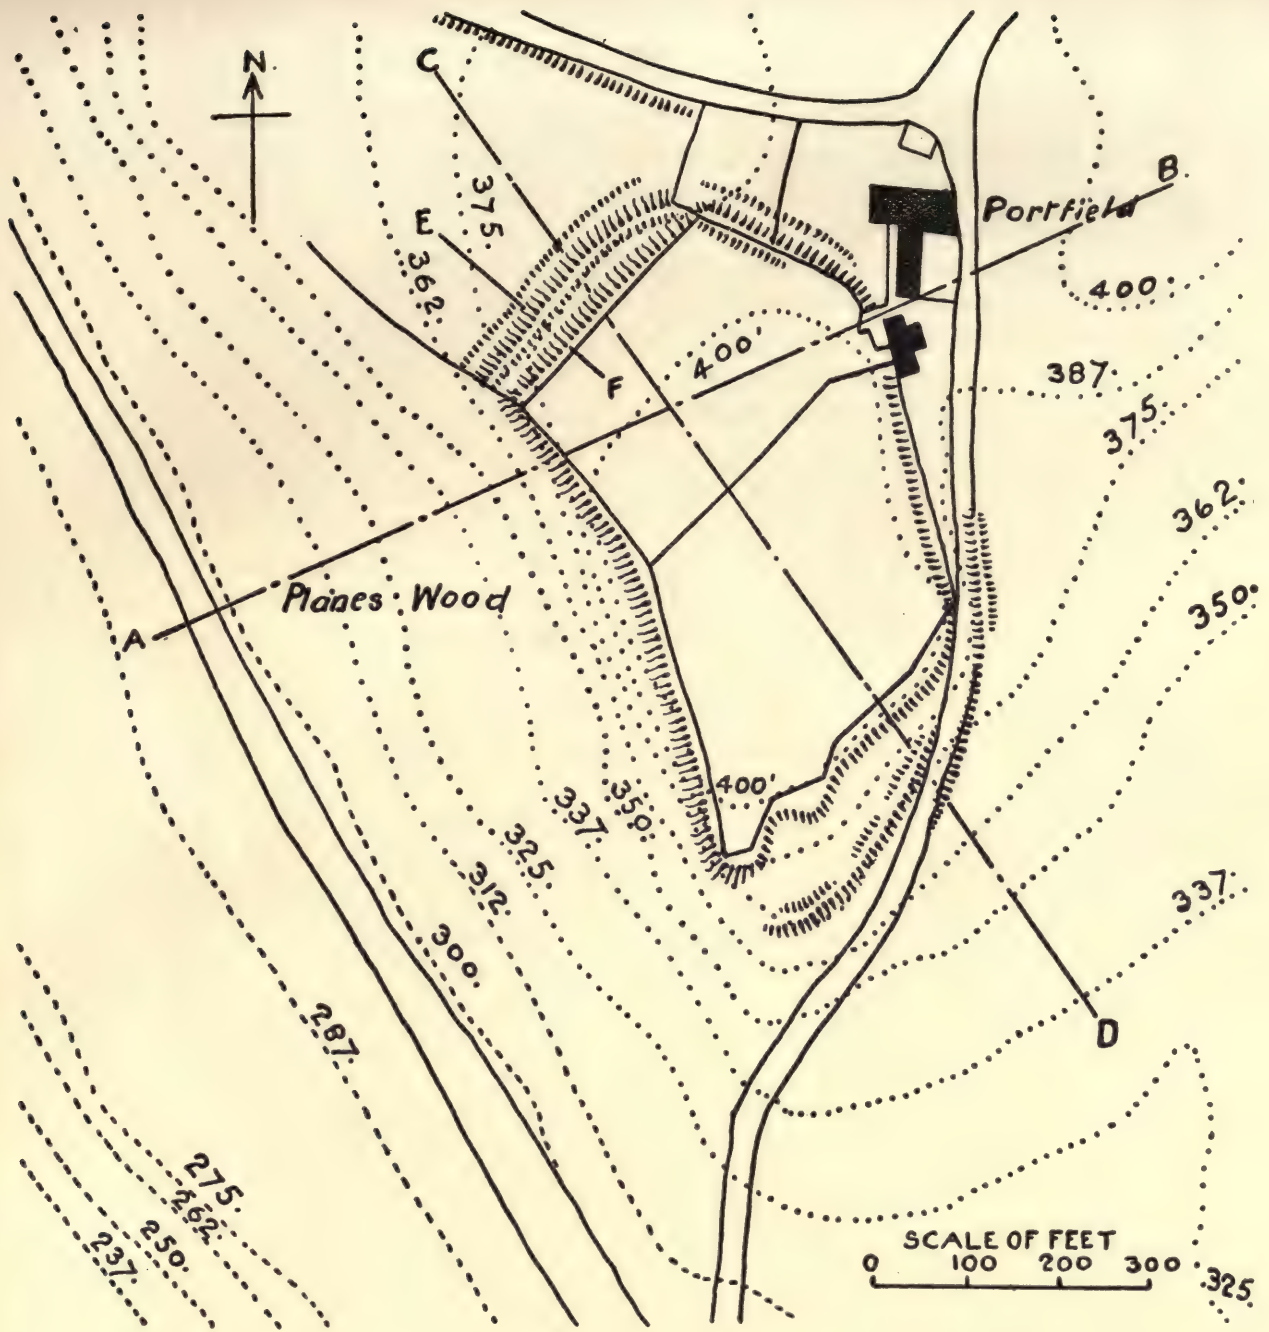 N.
C
B.
Portfield
E
375.
362.
400.
400'
F
387.
375.
362.
350.
Planes Wood
A
400'
350.
337.
325.
312.
300.
337.
287.
D
275.
262.
250.
237.
SCALE OF FEET
0 100 200 300
325.